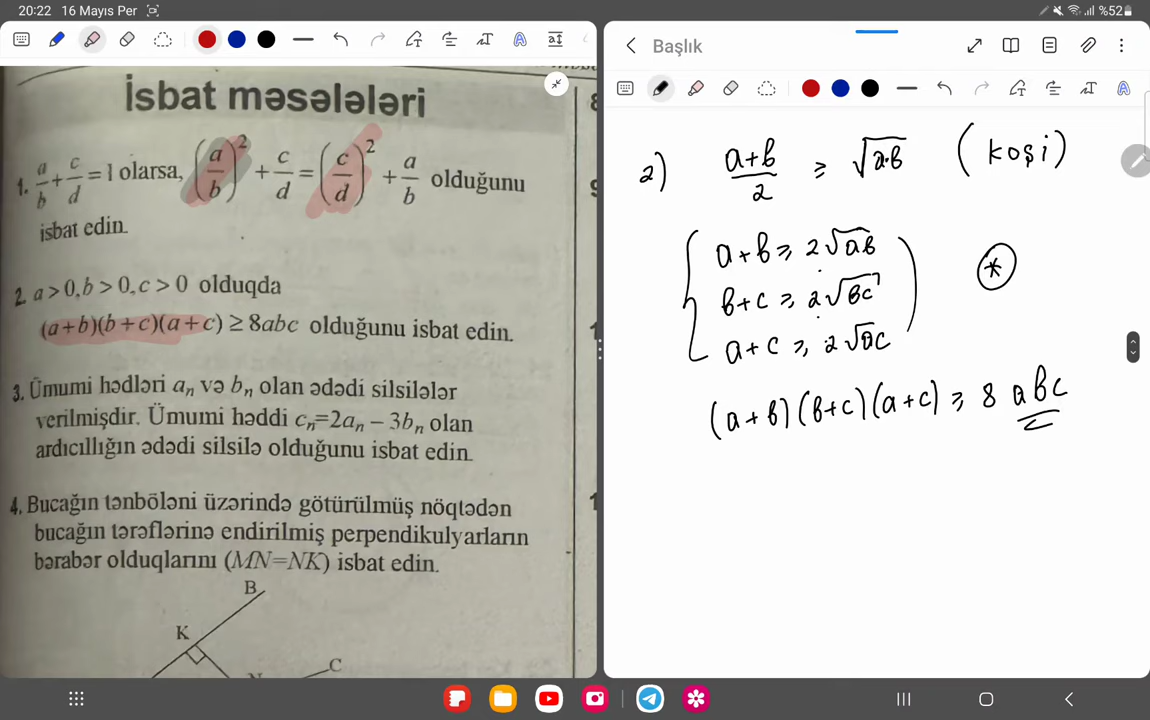 20:22 16 Mayıs Per
%52
Başlık
İsbat məsələləri
1. a/b + c/d = 1 olarsa, (a/b)² + c/d = (c/d)² + a/b olduğunu
isbat edin.
2. a > 0, b > 0, c > 0 olduqda
(a+b)(b+c)(a+c) ≥ 8abc olduğunu isbat edin.
3. Ümumi hədləri aₙ və bₙ olan ədədi silsilələr
verilmişdir. Ümumi həddi cₙ=2aₙ – 3bₙ olan
ardıcıllığın ədədi silsilə olduğunu isbat edin.
4. Bucağın tənböləni üzərində götürülmüş nöqtədən
bucağın tərəflərinə endirilmiş perpendikulyarların
bərabər olduqlarını (MN=NK) isbat edin.
B
K
C
2) (a+b)/2 ≥ √(a·b) (koşi)
a+b ≥ 2√ab
b+c ≥ 2√bc
a+c ≥ 2√ac
*
(a+b)(b+c)(a+c) ≥ 8 abc